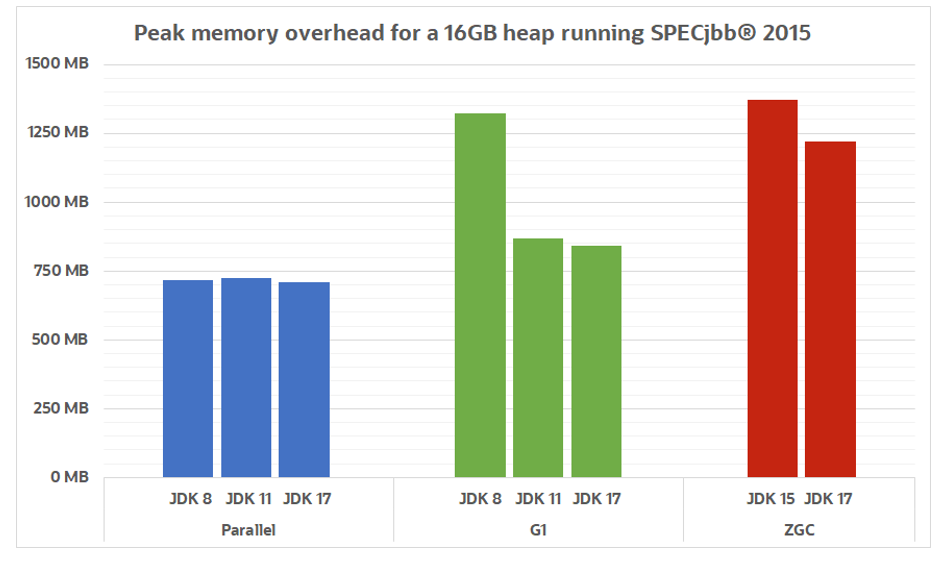 Peak memory overhead for a 16GB heap running SPECjbb® 2015
1500 MB
1250 MB
1000 MB
750 MB
500 MB
250 MB
0 MB
JDK 8 JDK 11 JDK 17 JDK 8 JDK 11 JDK 17 JDK 15 JDK 17
Parallel G1 ZGC